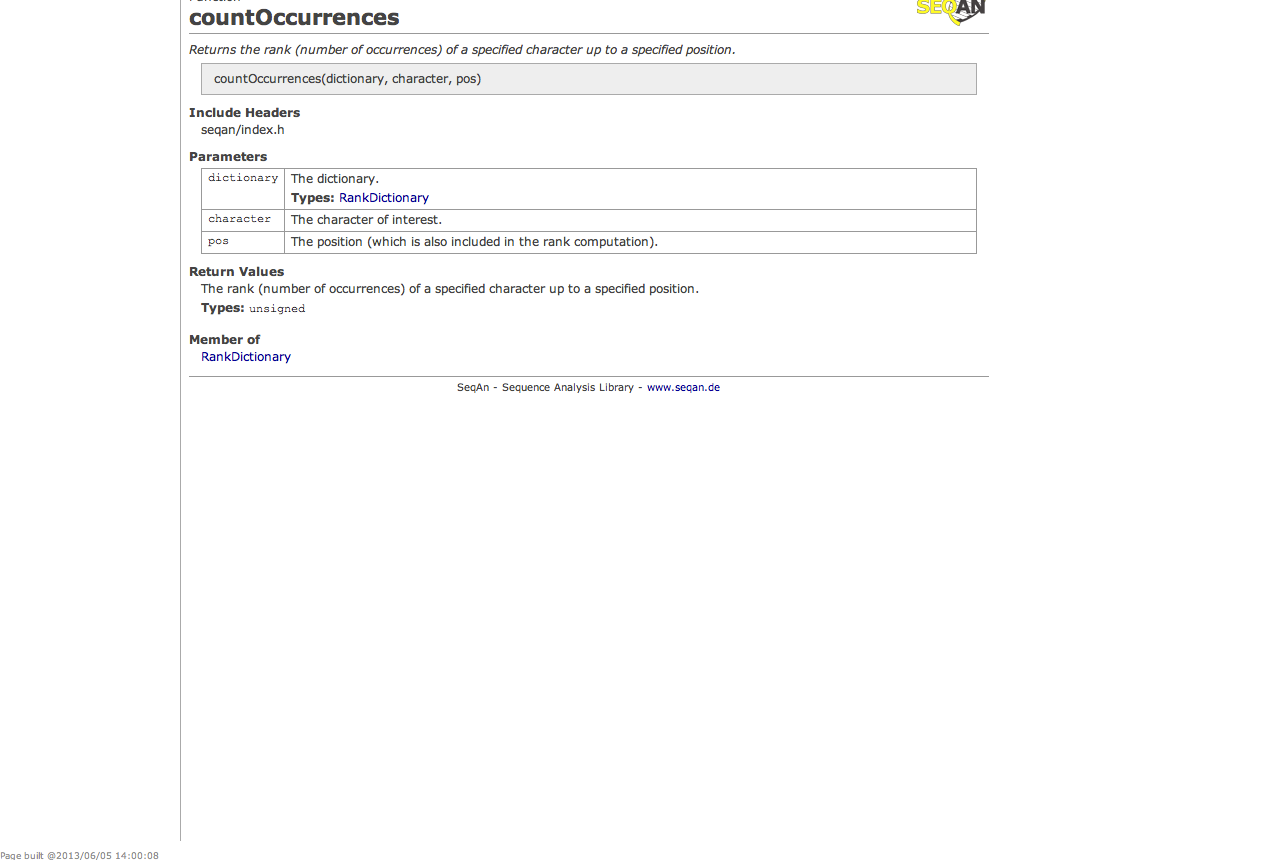 SEQAN
countOccurrences
Returns the rank (number of occurrences) of a specified character up to a specified position.
countOccurrences(dictionary, character, pos)
Include Headers
seqan/index.h
Parameters
dictionary The dictionary.
Types: RankDictionary
character The character of interest.
pos The position (which is also included in the rank computation).
Return Values
The rank (number of occurrences) of a specified character up to a specified position.
Types: unsigned
Member of
RankDictionary
SeqAn - Sequence Analysis Library - www.seqan.de
Page built @2013/06/05 14:00:08